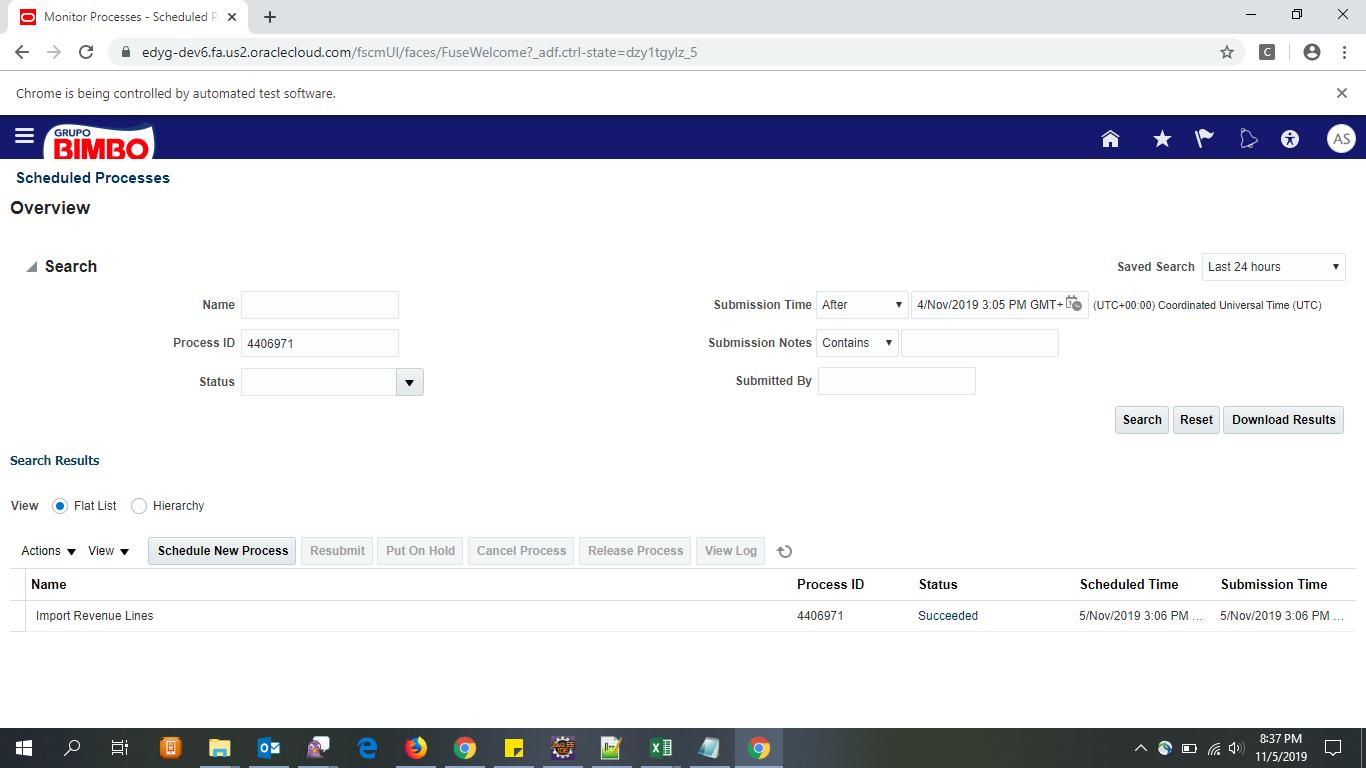 Monitor Processes - Scheduled P
edyg-dev6.fa.us2.oraclecloud.com/fscmUI/faces/FuseWelcome?_adf.ctrl-state=dzy1tgylz_5
C
Chrome is being controlled by automated test software.
GRUPO
BIMBO
AS
Scheduled Processes
Overview
Search
Saved Search Last 24 hours
Name Submission Time After 4/Nov/2019 3:05 PM GMT+ (UTC+00:00) Coordinated Universal Time (UTC)
Process ID 4406971 Submission Notes Contains
Status Submitted By
Search Reset Download Results
Search Results
View Flat List Hierarchy
Actions View Schedule New Process Resubmit Put On Hold Cancel Process Release Process View Log
Name Process ID Status Scheduled Time Submission Time
Import Revenue Lines 4406971 Succeeded 5/Nov/2019 3:06 PM ... 5/Nov/2019 3:06 PM ...
8:37 PM
11/5/2019